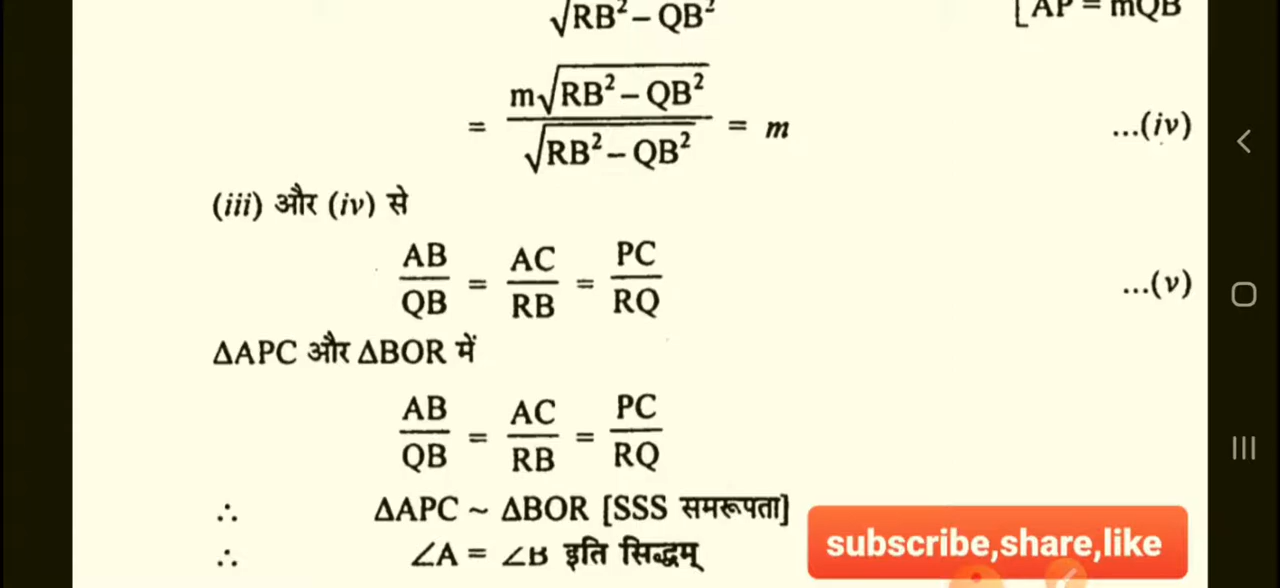 √RB² – QB² [AP = mQB
= m√RB² – QB² / √RB² – QB² = m ...(iv)
(iii) और (iv) से
AB/QB = AC/RB = PC/RQ ...(v)
ΔAPC और ΔBOR में
AB/QB = AC/RB = PC/RQ
∴ ΔAPC ~ ΔBOR [SSS समरूपता]
∴ ∠A = ∠B इति सिद्धम्
subscribe,share,like